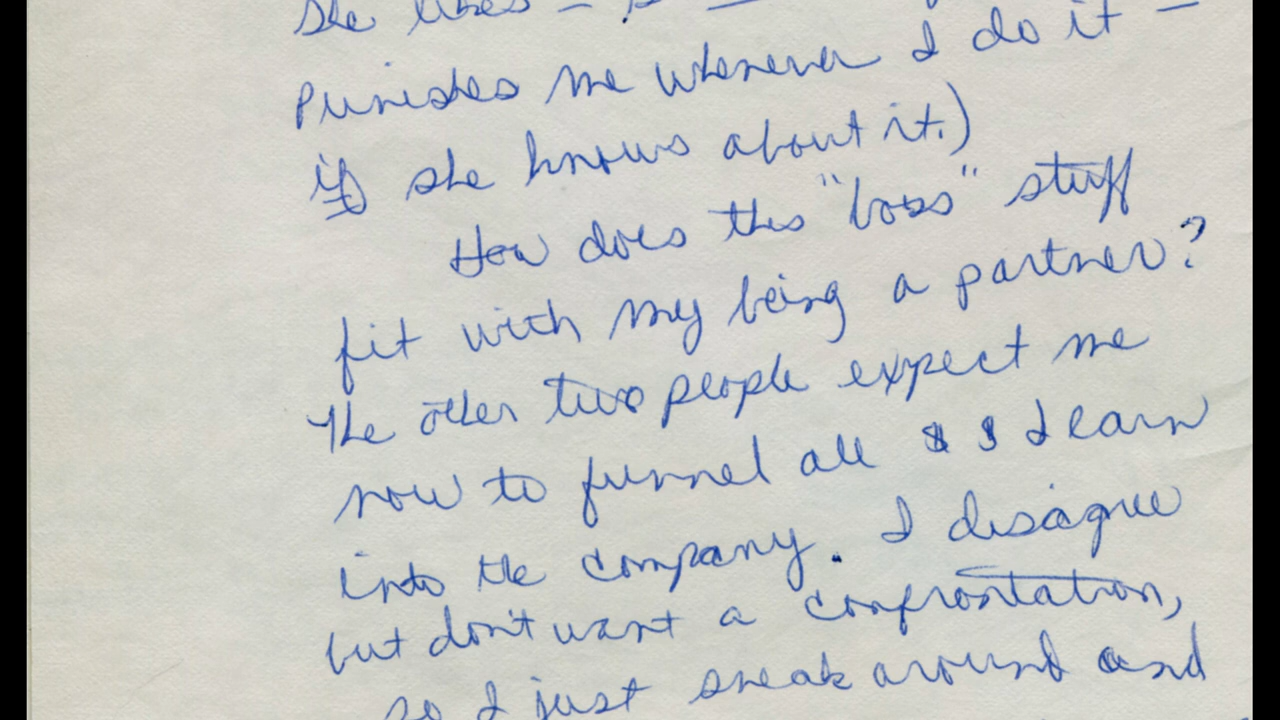 she likes –
punishes me whenever I do it –
if she knows about it.)
How does this "boss" stuff
fit with my being a partner?
The other two people expect me
now to funnel all $ $ I earn
into the company. I disagree
but don't want a confrontation,
so I just sneak around and